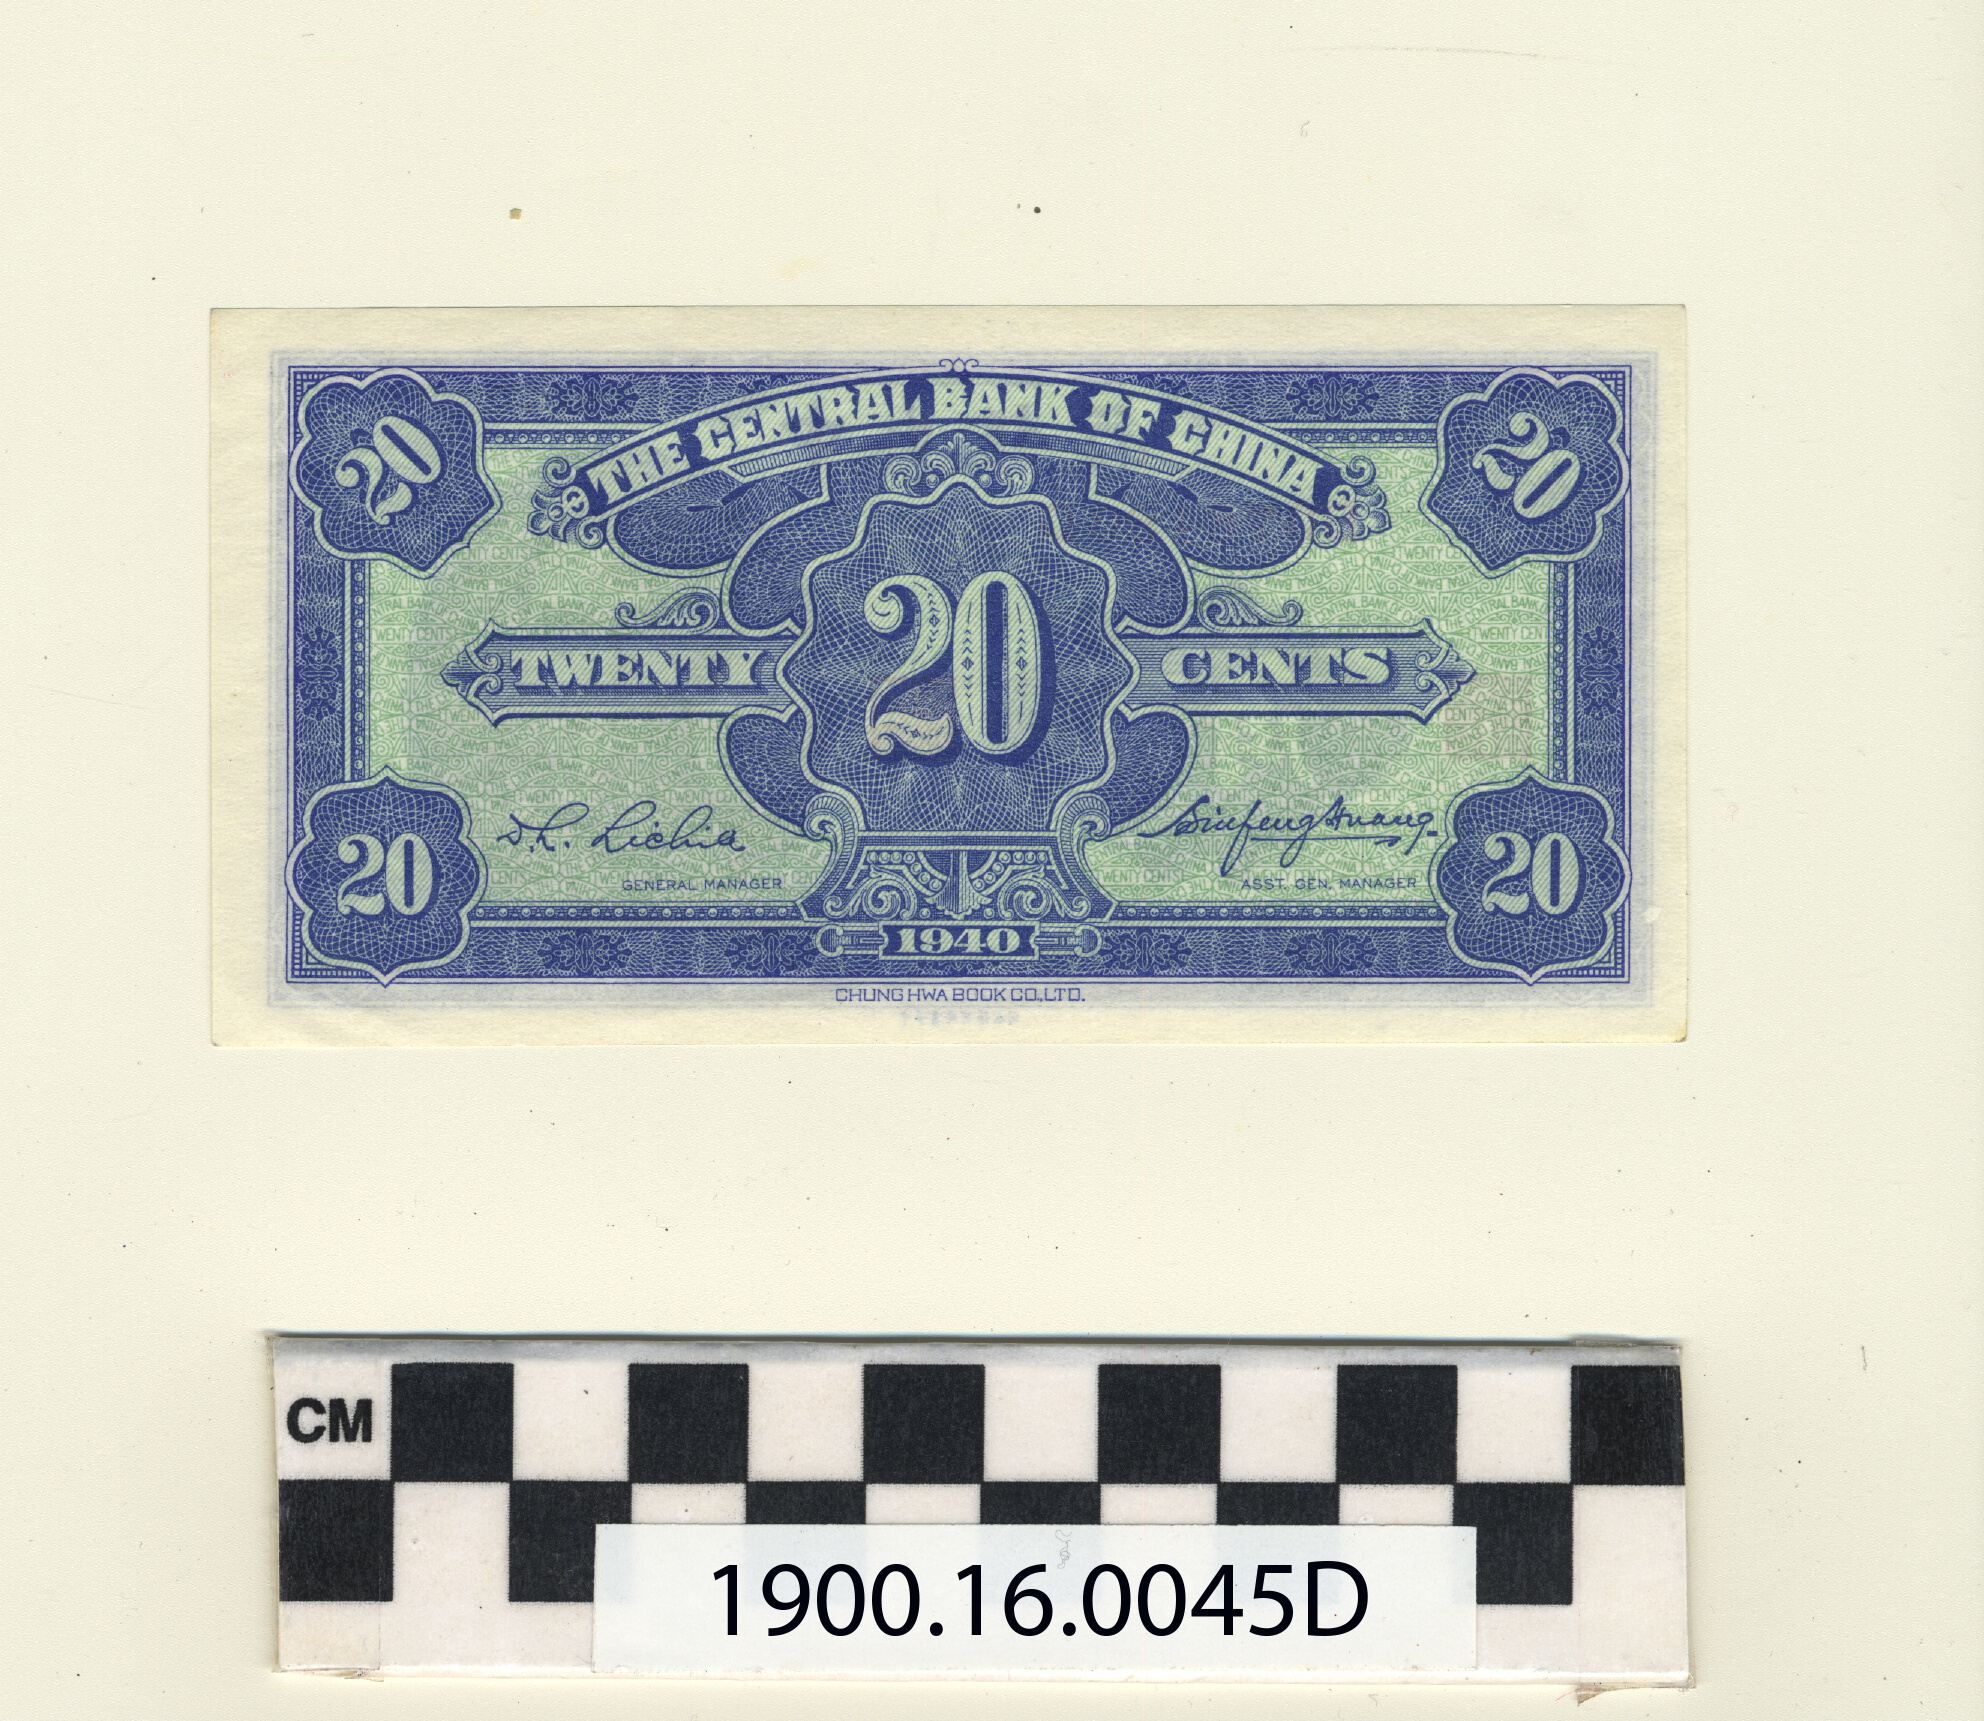 THE CENTRAL BANK OF CHINA
20
20
20
TWENTY
CENTS
GENERAL MANAGER
ASST. GEN. MANAGER
20
20
1940
CHUNG HWA BOOK CO., LTD.
CM
1900.16.0045D